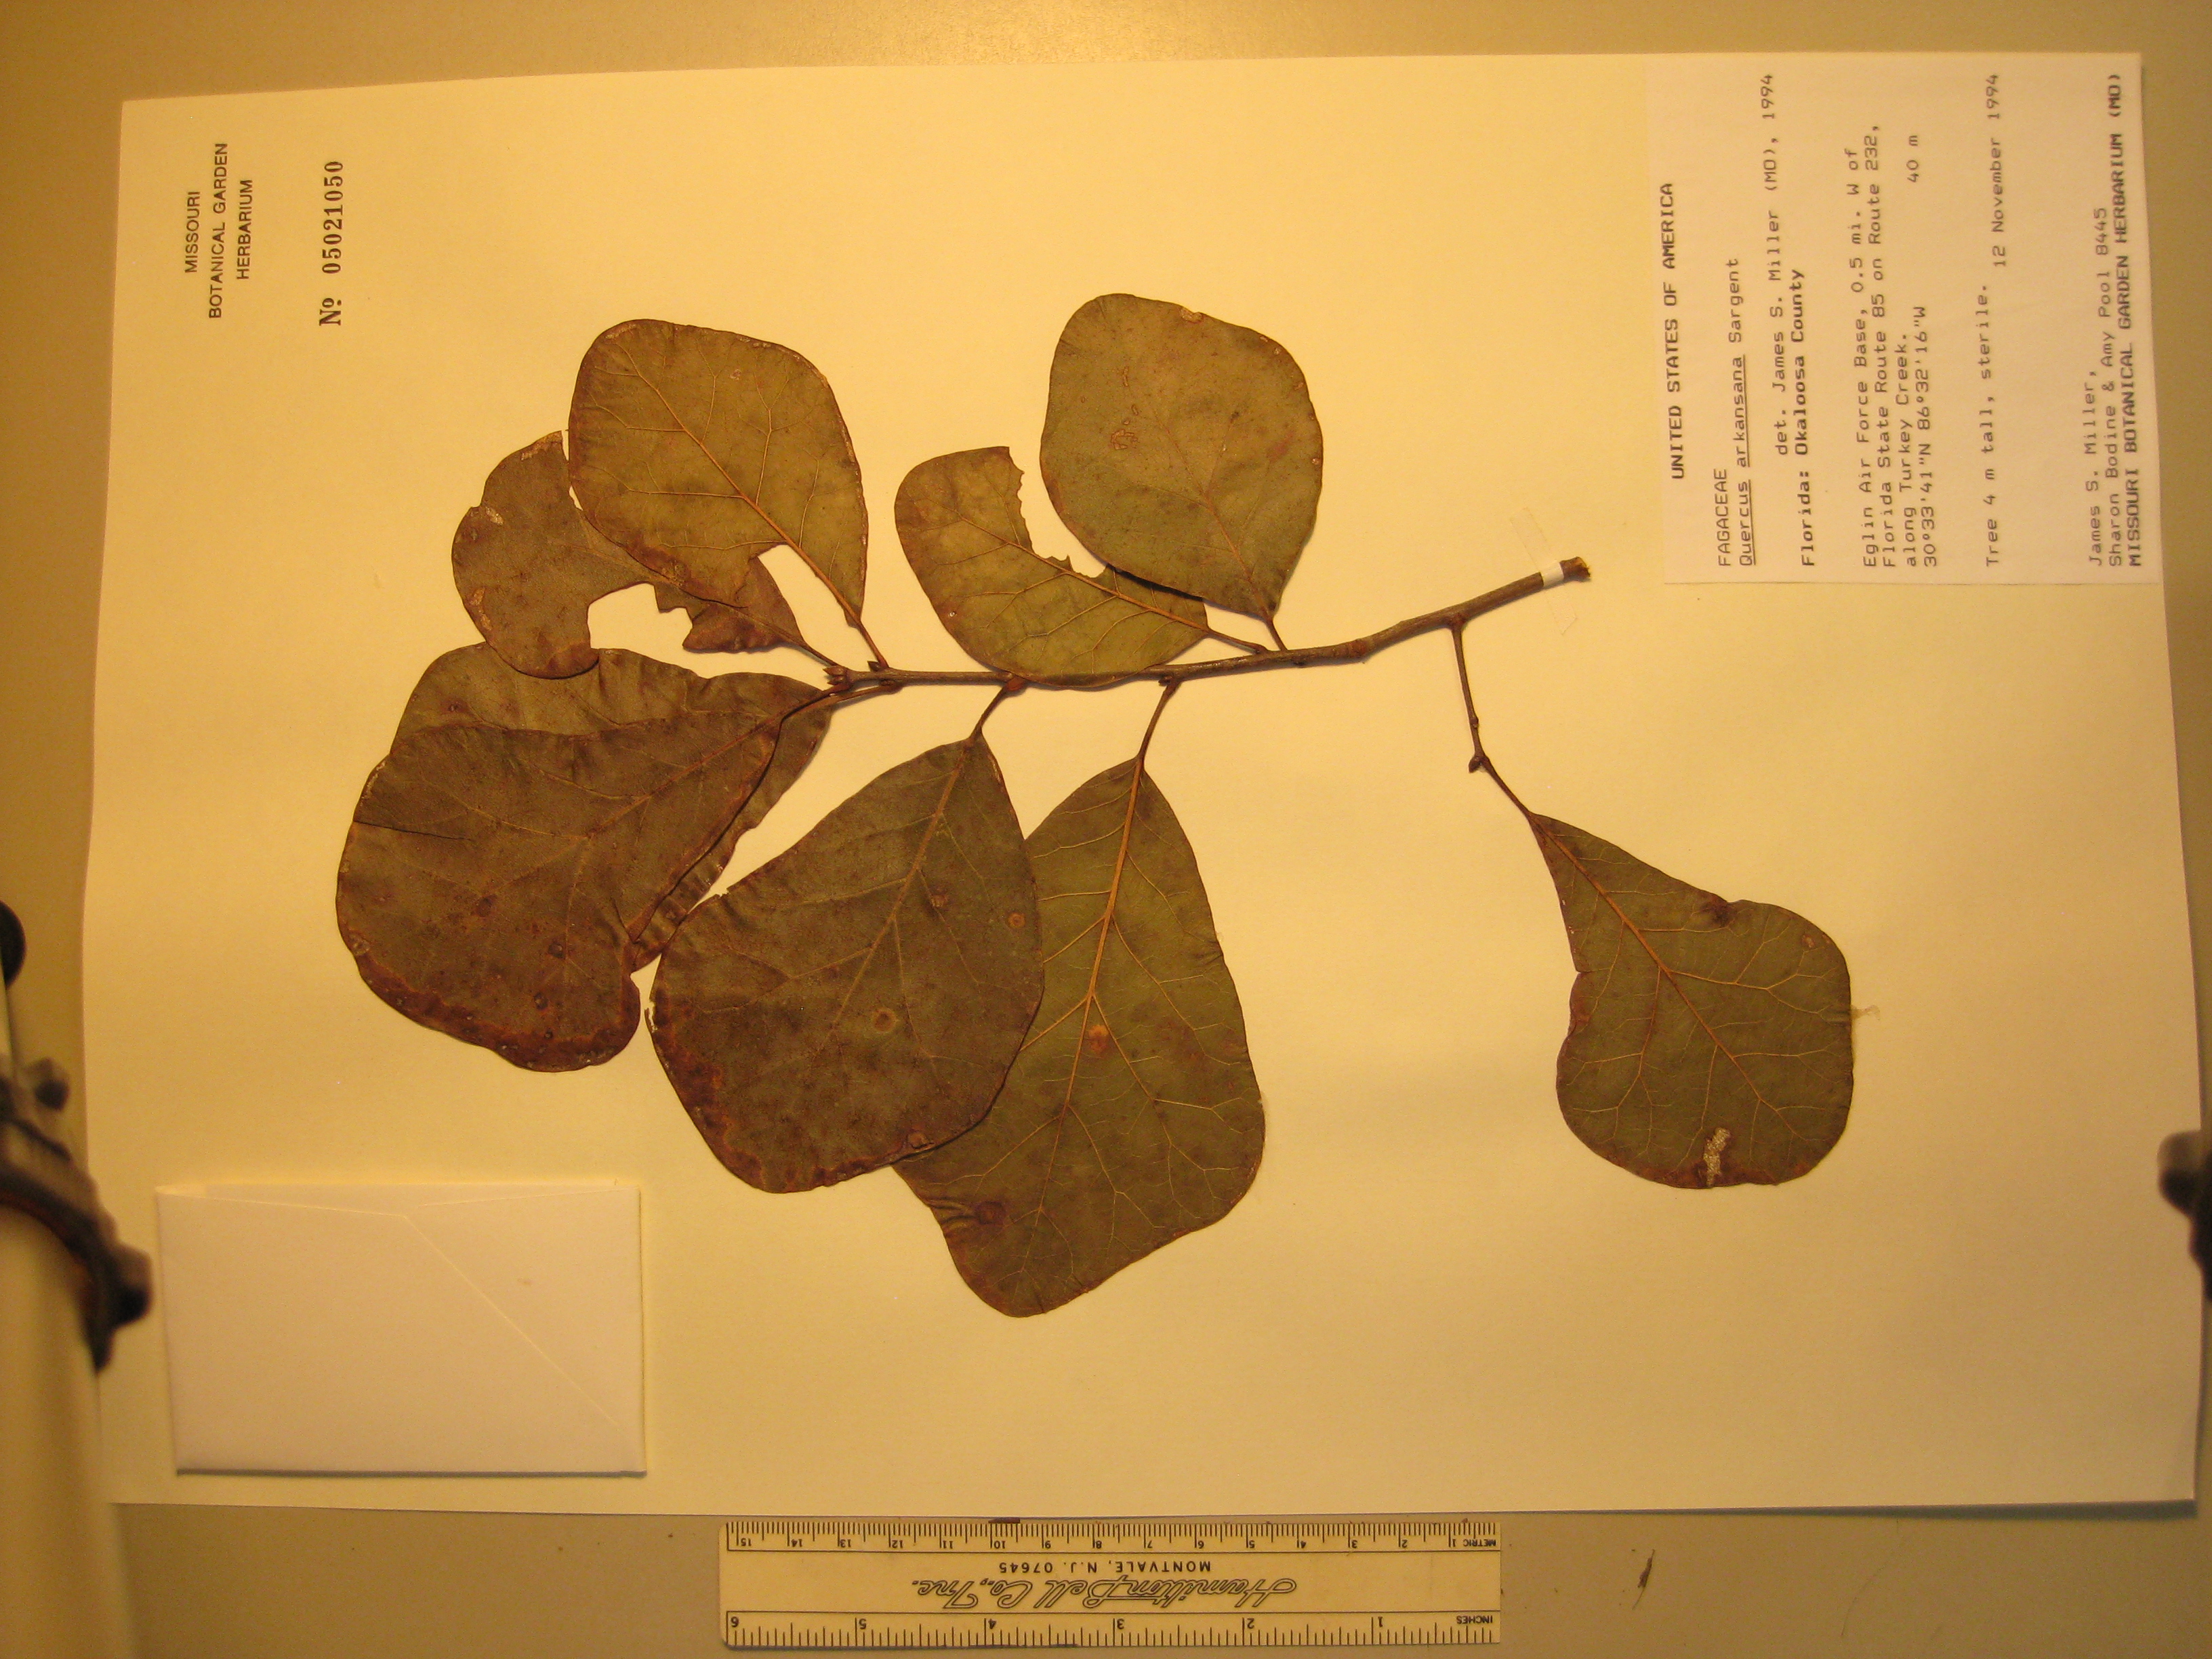 MISSOURI
BOTANICAL GARDEN
HERBARIUM
No 05021050
UNITED STATES OF AMERICA
FAGACEAE
Quercus arkansana Sargent
det. James S. Miller (MO), 1994
Florida: Okaloosa County
Eglin Air Force Base, 0.5 mi. W of
Florida State Route 85 on Route 232,
along Turkey Creek.
30°33'41"N 86°32'16"W 40 m
Tree 4 m tall, sterile.
12 November 1994
James S. Miller,
Sharon Bodine & Amy Pool 8445
MISSOURI BOTANICAL GARDEN HERBARIUM (MO)
METRIC 1 2 3 4 5 6 7 8 9 10 11 12 13 14 15
MONTVALE, N.J. 07645
Hamilton Bell Co., Inc.
INCHES 1 2 3 4 5 6